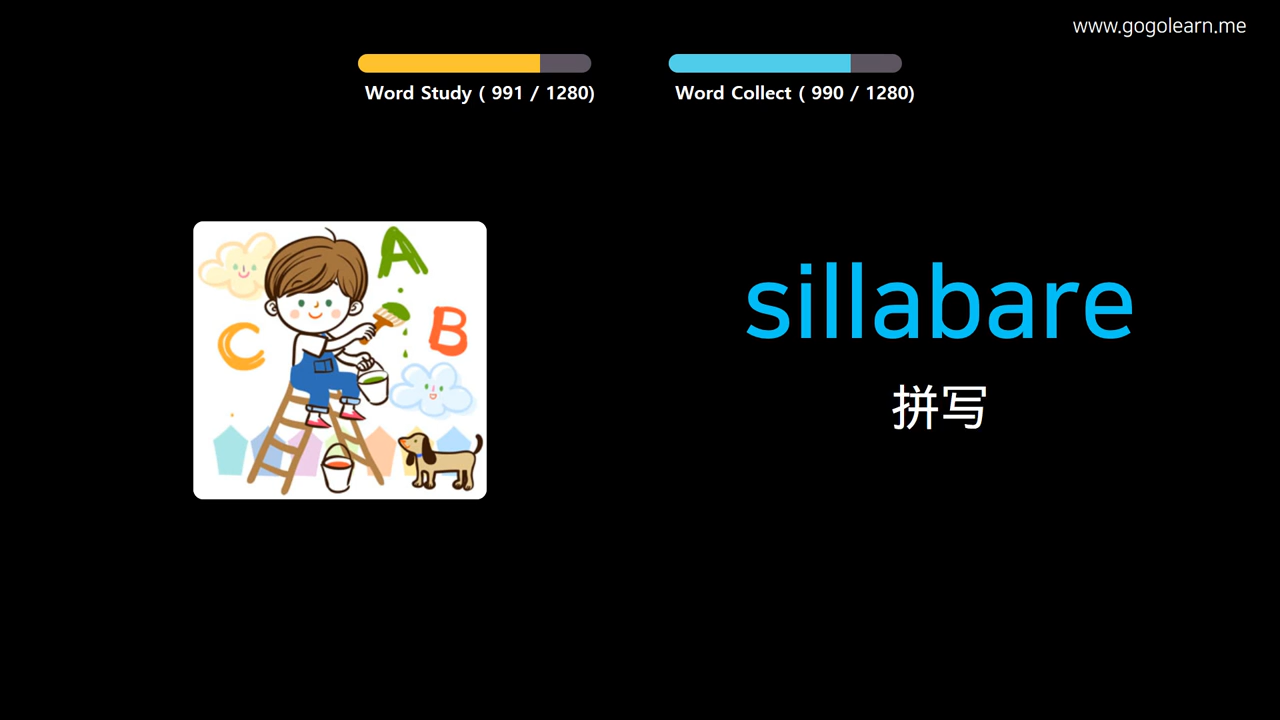 www.gogolearn.me
Word Study ( 991 / 1280)
Word Collect ( 990 / 1280)
A
B
C
sillabare
拼写